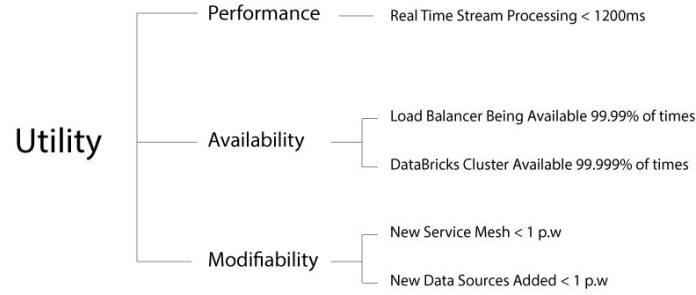 Performance
Real Time Stream Processing < 1200ms
Utility
Availability
Load Balancer Being Available 99.99% of times
DataBricks Cluster Available 99.999% of times
Modifiability
New Service Mesh < 1 p.w
New Data Sources Added < 1 p.w